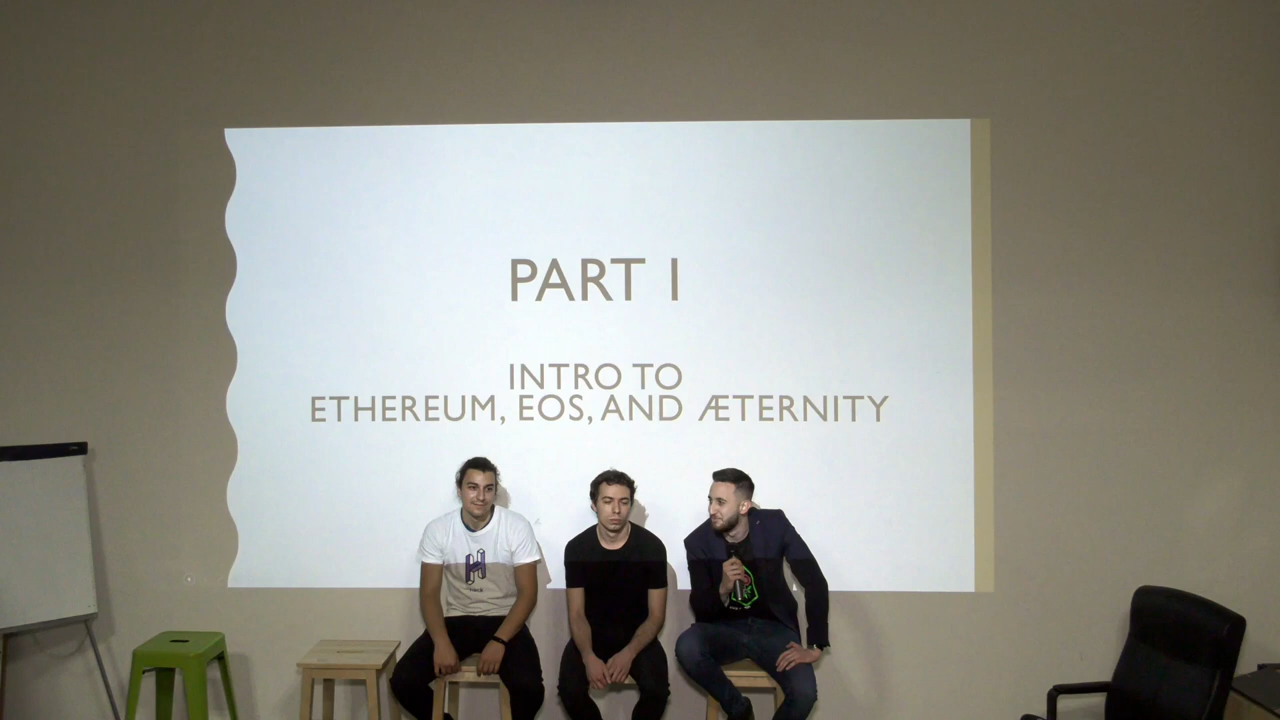 PART I
INTRO TO
ETHEREUM, EOS, AND ÆTERNITY
H